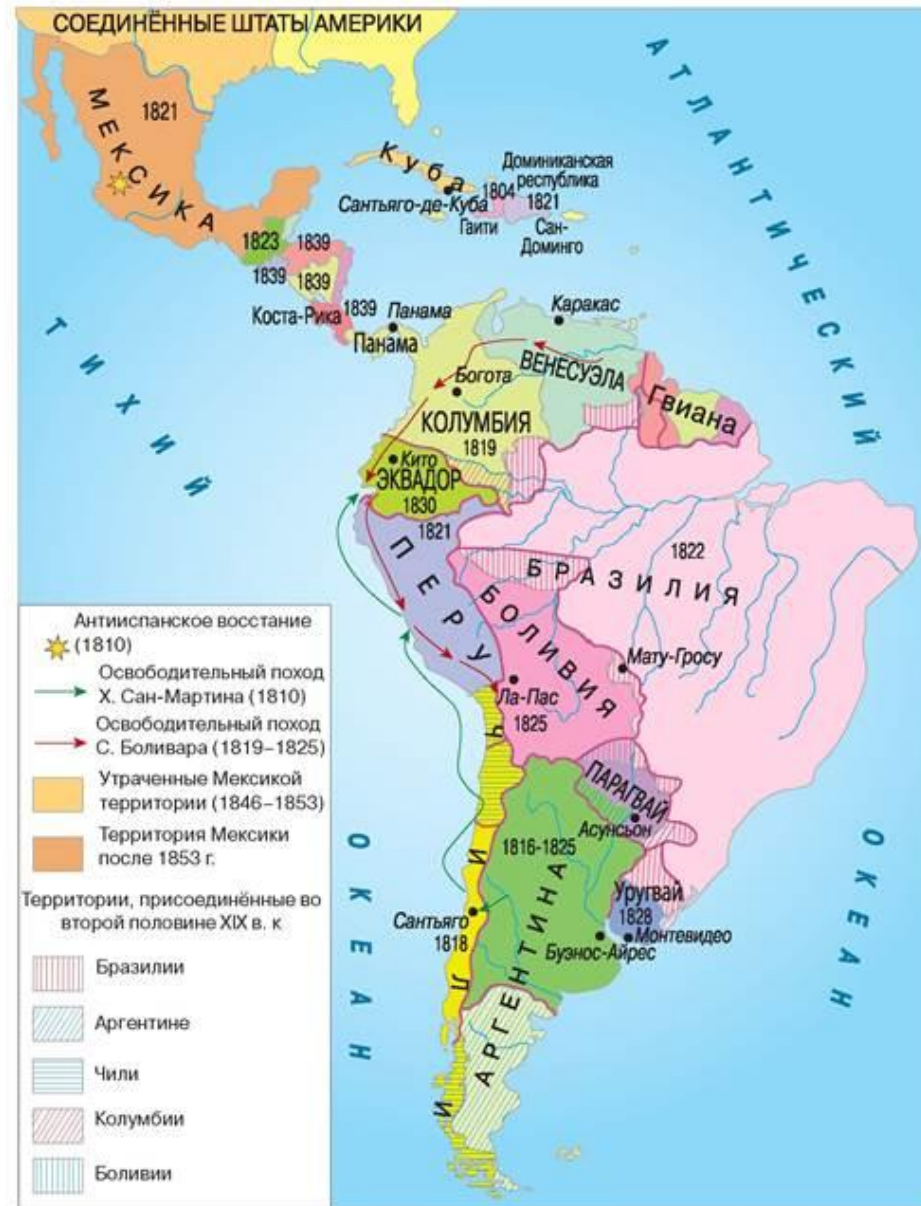 СОЕДИНЁННЫЕ ШТАТЫ АМЕРИКИ
АТЛАНТИЧЕСКИЙ
ОКЕАН
ТИХИЙ
ОКЕАН
МЕКСИКА
1821
Куба
Сантьяго-де-Куба
1804
Гаити
Доминиканская
республика
1821
Сан-
Доминго
1823
1839
1839
1839
1839
Коста-Рика
Панама
Панама
Каракас
ВЕНЕСУЭЛА
Гвиана
Богота
КОЛУМБИЯ
1819
Кито
ЭКВАДОР
1830
1821
ПЕРУ
1822
БРАЗИЛИЯ
БОЛИВИЯ
Мату-Гросу
Ла-Пас
1825
ПАРАГВАЙ
Асунсьон
1816-1825
АРГЕНТИНА
Уругвай
1828
Монтевидео
Буэнос-Айрес
Сантьяго
1818
ЧИЛИ
Антииспанское восстание
(1810)
Освободительный поход
Х. Сан-Мартина (1810)
Освободительный поход
С. Боливара (1819–1825)
Утраченные Мексикой
территории (1846–1853)
Территория Мексики
после 1853 г.
Территории, присоединённые во
второй половине XIX в. к
Бразилии
Аргентине
Чили
Колумбии
Боливии